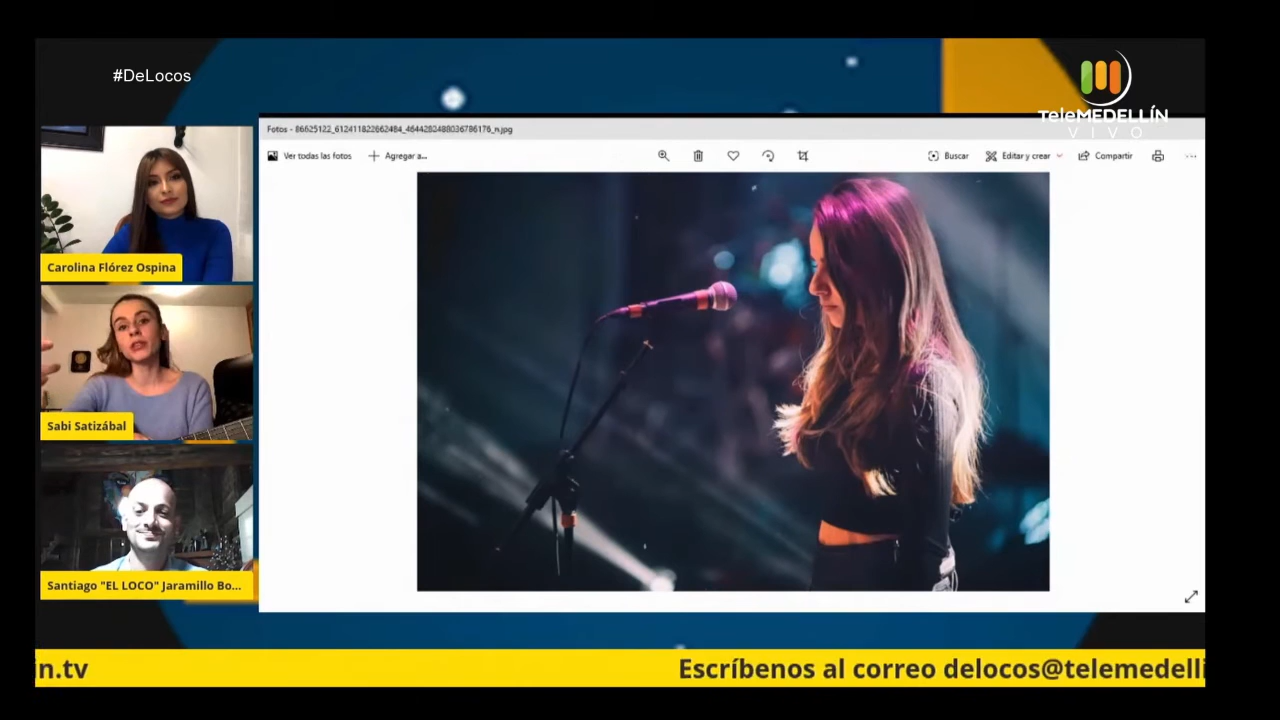 #DeLocos
TeleMEDELLÍN
VIVO
Fotos - 86625122_612411822662484_4644282488036786176_n.jpg
Ver todas las fotos
Agregar a...
Buscar
Editar y crear
Compartir
Carolina Flórez Ospina
Sabi Satizábal
Santiago "EL LOCO" Jaramillo Bo...
in.tv
Escríbenos al correo delocos@telemedelli